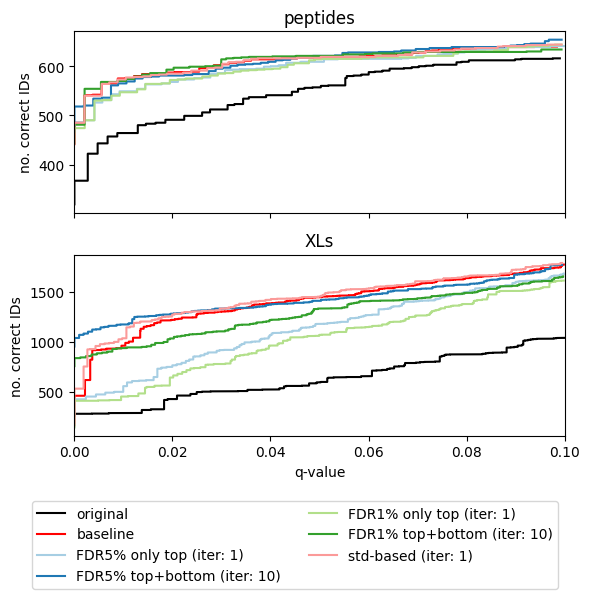 peptides
600
500
400
no. correct IDs
XLs
1500
1000
500
no. correct IDs
0.00 0.02 0.04 0.06 0.08 0.10
q-value
original
baseline
FDR5% only top (iter: 1)
FDR5% top+bottom (iter: 10)
FDR1% only top (iter: 1)
FDR1% top+bottom (iter: 10)
std-based (iter: 1)